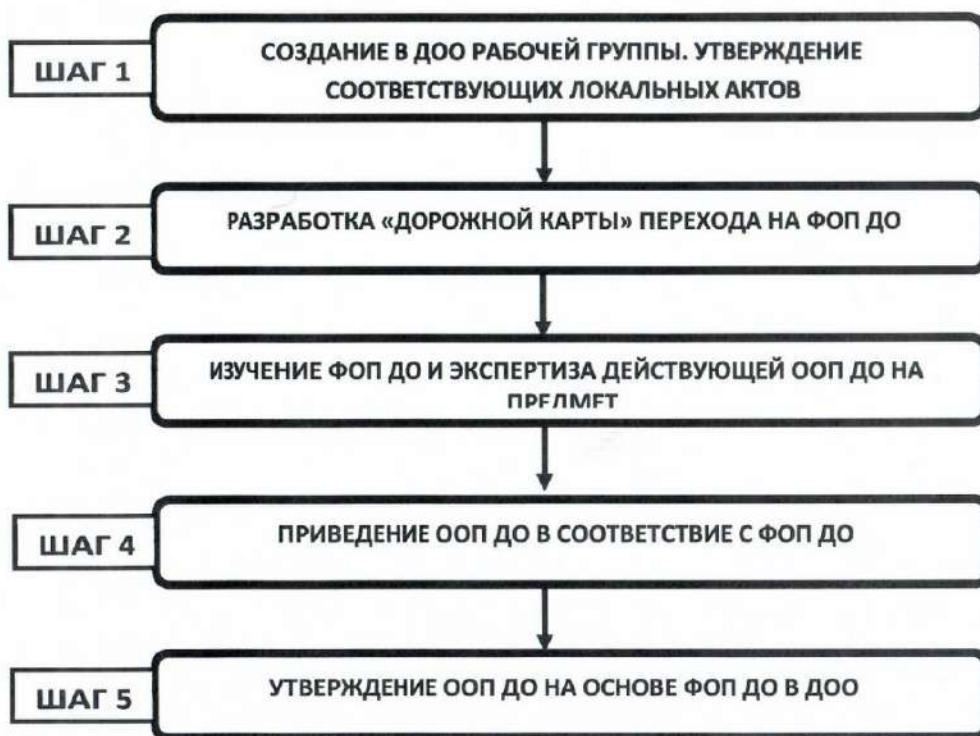 ШАГ 1
СОЗДАНИЕ В ДОО РАБОЧЕЙ ГРУППЫ. УТВЕРЖДЕНИЕ
СООТВЕТСТВУЮЩИХ ЛОКАЛЬНЫХ АКТОВ
ШАГ 2
РАЗРАБОТКА «ДОРОЖНОЙ КАРТЫ» ПЕРЕХОДА НА ФОП ДО
ШАГ 3
ИЗУЧЕНИЕ ФОП ДО И ЭКСПЕРТИЗА ДЕЙСТВУЮЩЕЙ ООП ДО НА
ПРЕДМЕТ
ШАГ 4
ПРИВЕДЕНИЕ ООП ДО В СООТВЕТСТВИЕ С ФОП ДО
ШАГ 5
УТВЕРЖДЕНИЕ ООП ДО НА ОСНОВЕ ФОП ДО В ДОО